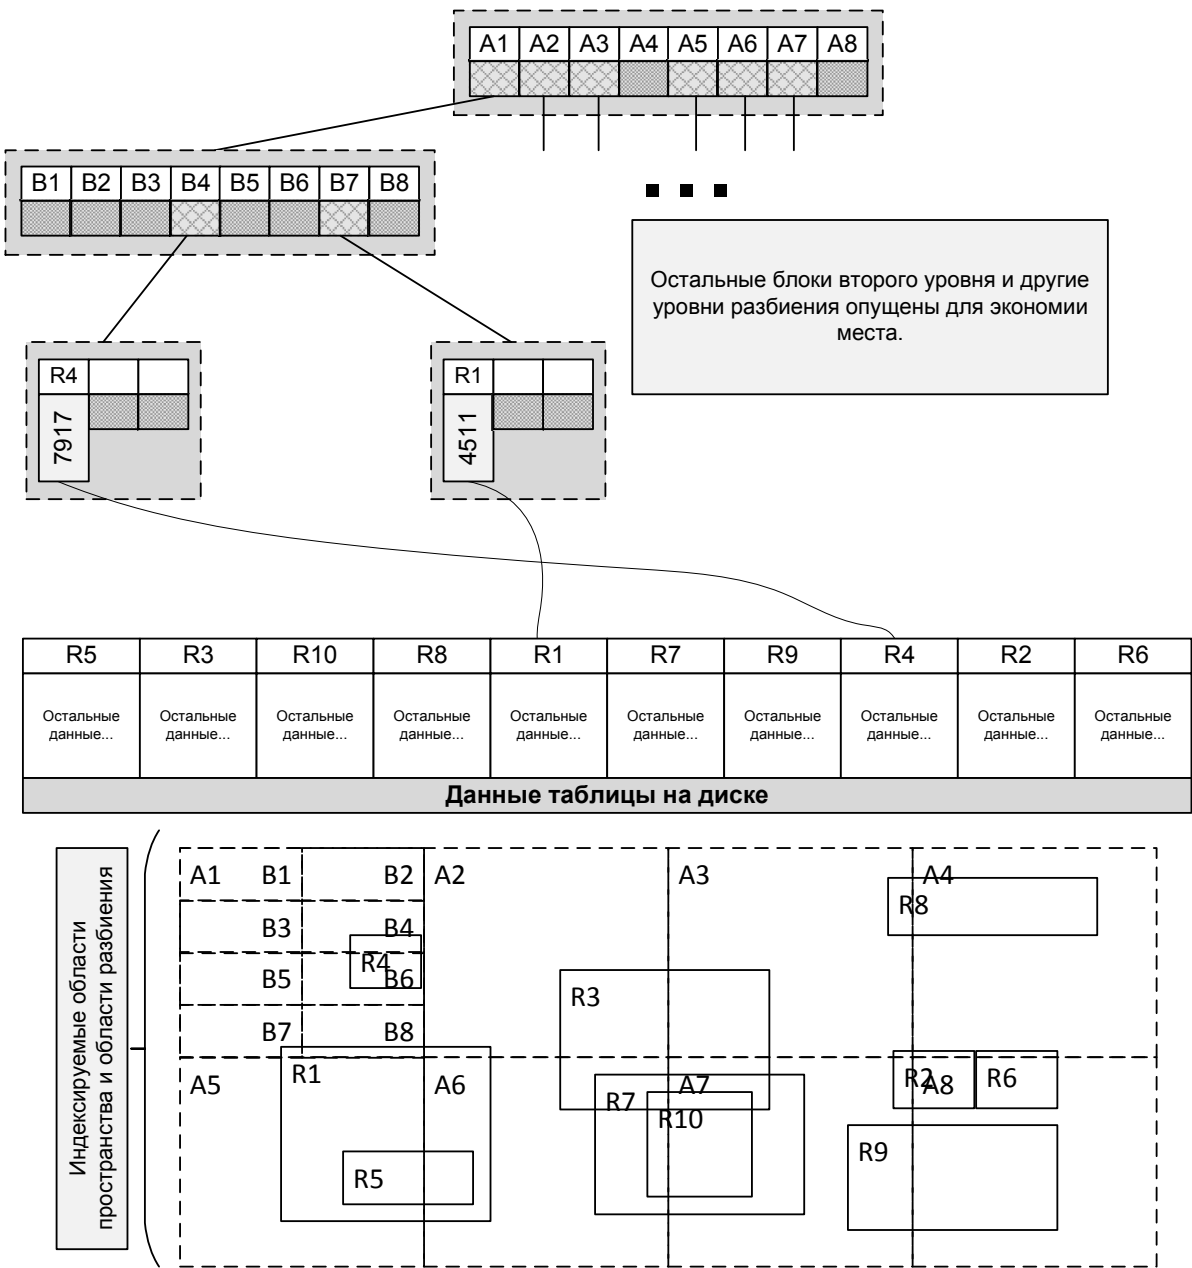 A1 A2 A3 A4 A5 A6 A7 A8
B1 B2 B3 B4 B5 B6 B7 B8
Остальные блоки второго уровня и другие
уровни разбиения опущены для экономии
места.
R4
7917
R1
4511
R5 R3 R10 R8 R1 R7 R9 R4 R2 R6
Остальные Остальные Остальные Остальные Остальные Остальные Остальные Остальные Остальные Остальные
данные... данные... данные... данные... данные... данные... данные... данные... данные... данные...
Данные таблицы на диске
Индексируемые области
пространства и области разбиения
A1 B1 B2 A2 A3 A4
R8
B3 B4
R4
B5 B6
R3
B7 B8
R1
A5 A6 A7 R2 A8 R6
R7 R10
R9
R5